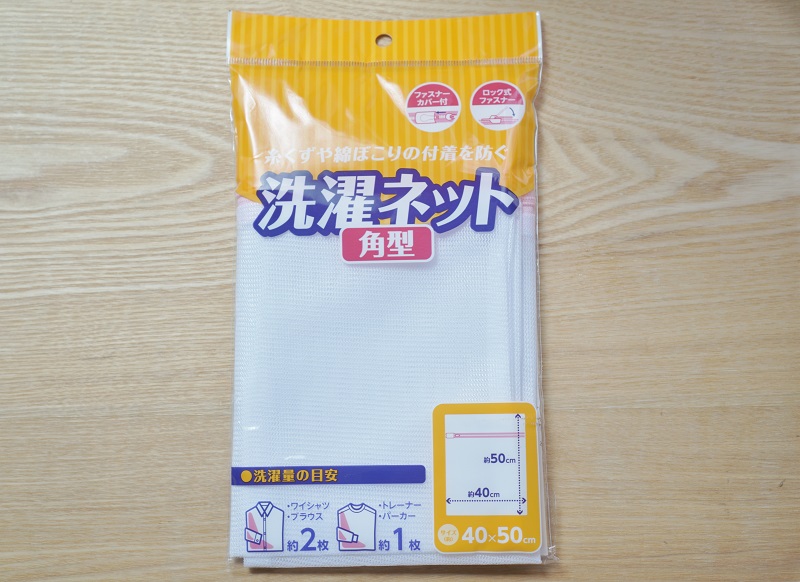 ファスナー
カバー付
ロック式
ファスナー
糸くずや綿ぼこりの付着を防ぐ
洗濯ネット
角型
●洗濯量の目安
・ワイシャツ
・ブラウス
約2枚
・トレーナー
・パーカー
約1枚
約50cm
約40cm
サイズ
(約)
40×50cm